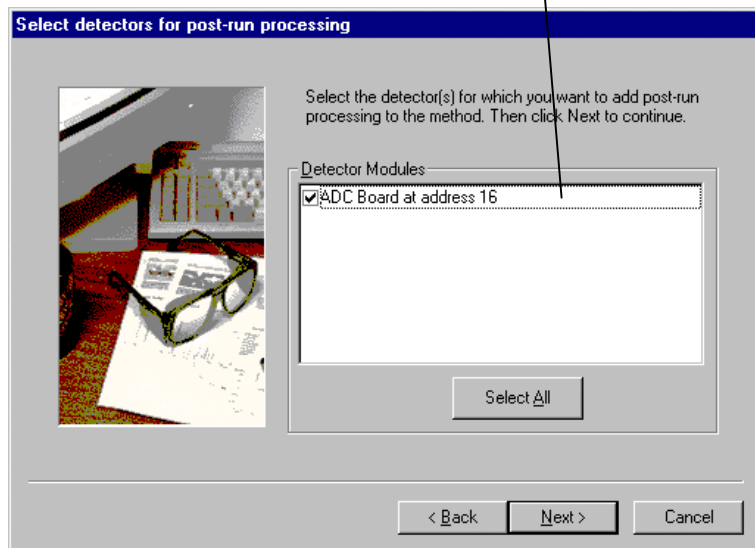 Select detectors for post-run processing
Select the detector(s) for which you want to add post-run
processing to the method. Then click Next to continue.
Detector Modules
ADC Board at address 16
Select All
< Back
Next >
Cancel